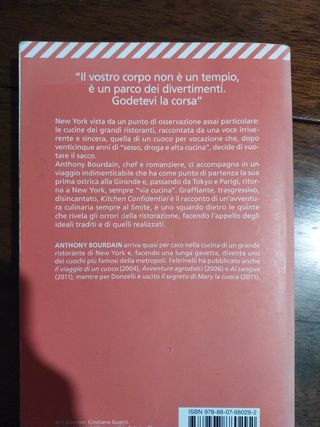 “Il vostro corpo non è un tempio,
è un parco dei divertimenti.
Godetevi la corsa”
New York vista da un punto di osservazione assai particolare:
le cucine dei grandi ristoranti, raccontata da una voce irrive-
rente e sincera, quella di un cuoco per vocazione che, dopo
venticinque anni di “sesso, droga e alta cucina”, decide di vuo-
tare il sacco.
Anthony Bourdain, chef e romanziere, ci accompagna in un
viaggio indimenticabile che ha come punto di partenza la sua
prima ostrica alla Gironde e, passando da Tokyo e Parigi, ritor-
na a New York, sempre “via cucina”. Graffiante, trasgressivo,
disincantato, Kitchen Confidential è il racconto di un’avventu-
ra culinaria sempre al limite, è uno sguardo dietro le quinte
che rivela gli orrori della ristorazione, facendo l’appello degli
ideali traditi e di quelli realizzati.
ANTHONY BOURDAIN arriva quasi per caso nella cucina di un grande
ristorante di New York e, facendo una lunga gavetta, diventa uno
dei cuochi più famosi della metropoli. Feltrinelli ha pubblicato anche
Il viaggio di un cuoco (2004), Avventure agrodolci (2006) e Al sangue
(2011), mentre per Donzelli è uscito Il segreto di Mary la cuoca (2011).
ISBN 978-88-07-88029-2
Art director: Cristiano Guerri.